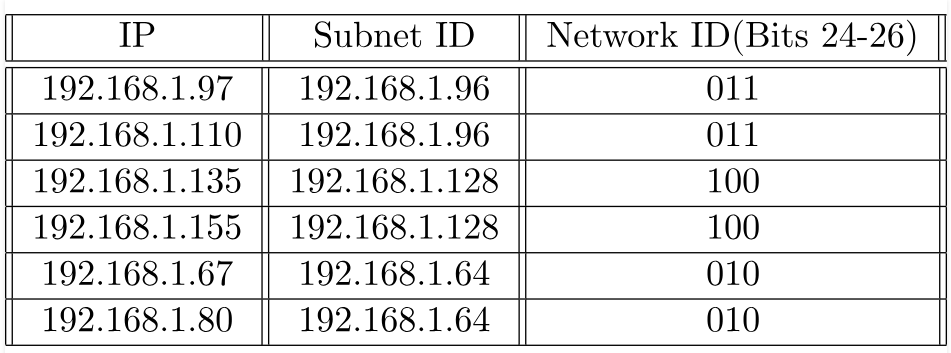 IP Subnet ID Network ID(Bits 24-26)
192.168.1.97 192.168.1.96 011
192.168.1.110 192.168.1.96 011
192.168.1.135 192.168.1.128 100
192.168.1.155 192.168.1.128 100
192.168.1.67 192.168.1.64 010
192.168.1.80 192.168.1.64 010